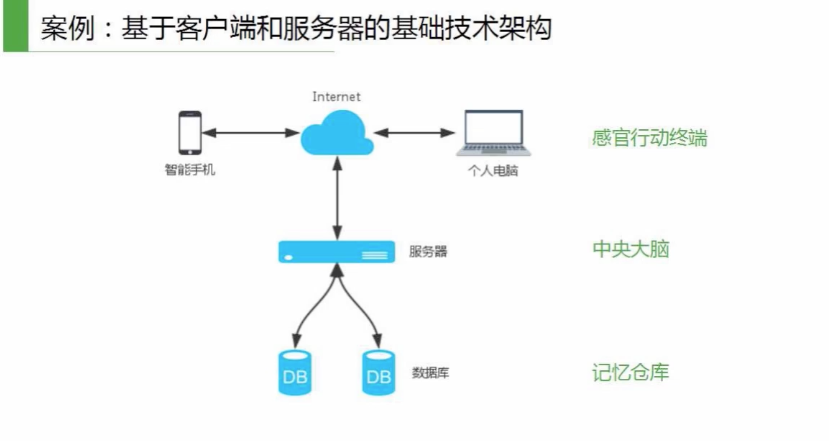 案例：基于客户端和服务器的基础技术架构
Internet
智能手机
个人电脑
感官行动终端
服务器
中央大脑
DB
DB
数据库
记忆仓库